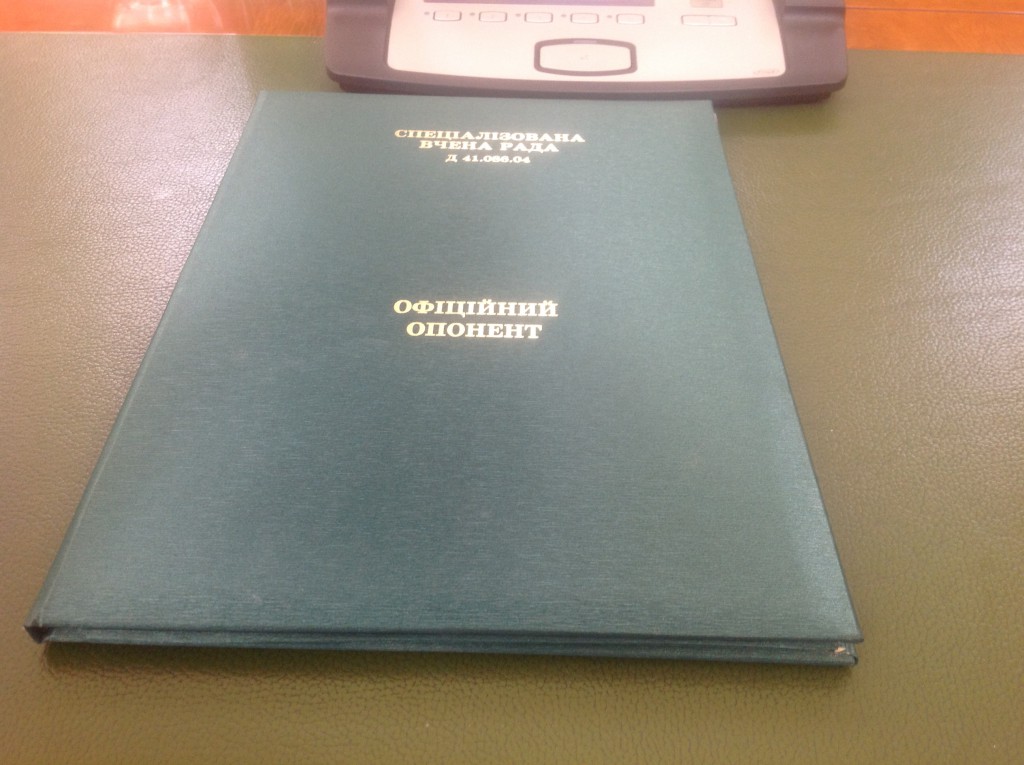 СПЕЦІАЛІЗОВАНА
ВЧЕНА РАДА
Д 41.086.04
ОФІЦІЙНИЙ
ОПОНЕНТ